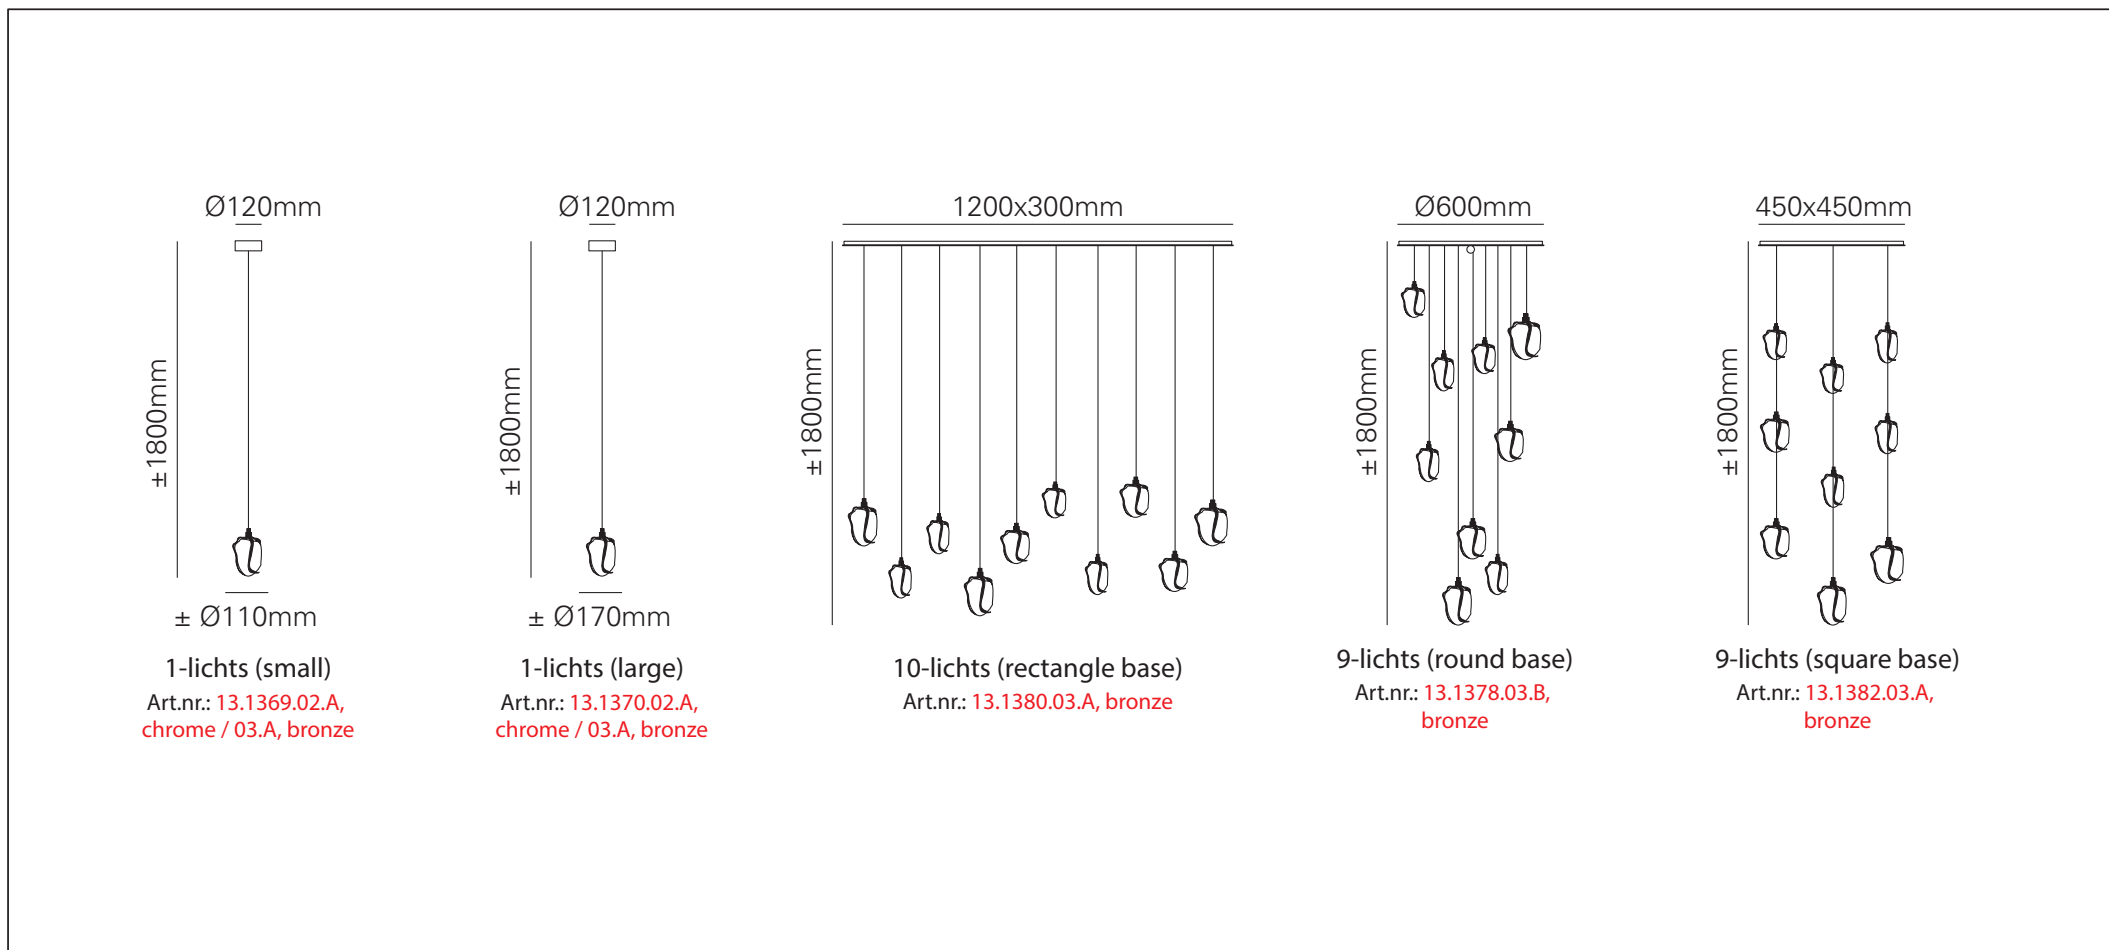 Ø120mm
±1800mm
± Ø110mm
1-lichts (small)
Art.nr.: 13.1369.02.A,
chrome / 03.A, bronze
Ø120mm
±1800mm
± Ø170mm
1-lichts (large)
Art.nr.: 13.1370.02.A,
chrome / 03.A, bronze
1200x300mm
±1800mm
10-lichts (rectangle base)
Art.nr.: 13.1380.03.A, bronze
Ø600mm
±1800mm
9-lichts (round base)
Art.nr.: 13.1378.03.B,
bronze
450x450mm
±1800mm
9-lichts (square base)
Art.nr.: 13.1382.03.A,
bronze